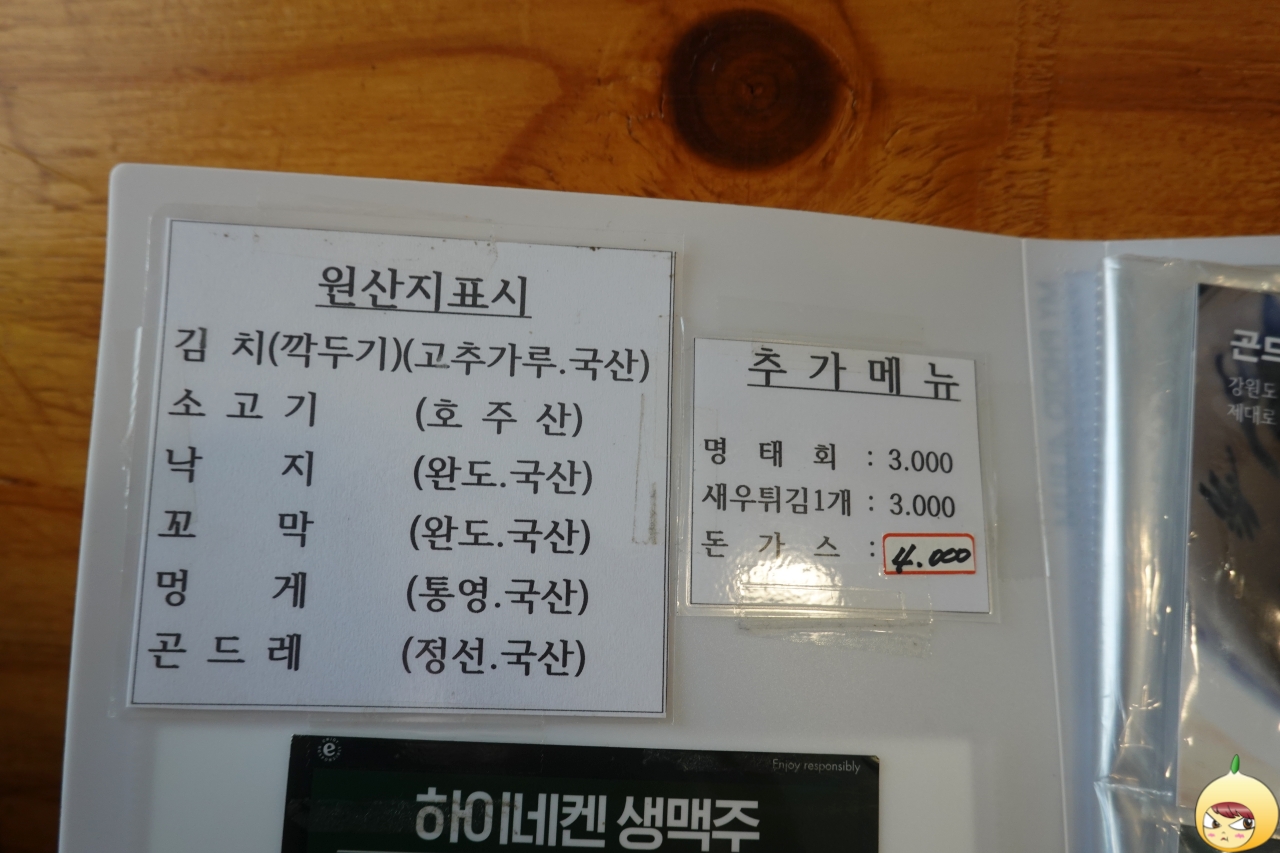 원산지표시
김 치(깍두기)(고추가루.국산)
소 고 기 (호 주 산)
낙 지 (완도.국산)
꼬 막 (완도.국산)
멍 게 (통영.국산)
곤 드 레 (정선.국산)
추 가 메 뉴
명 태 회 : 3.000
새우튀김1개 : 3.000
돈 가 스 : 4.000
Enjoy responsibly
하이네켄 생맥주
곤드
강원도
제대로